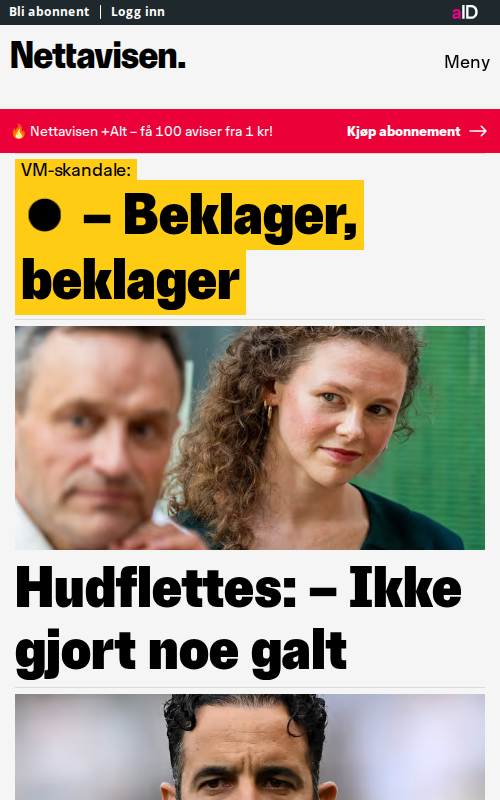 Bli abonnent
Logg inn
aID
Nettavisen.
Meny
🔥 Nettavisen +Alt – få 100 aviser fra 1 kr!
Kjøp abonnement →
VM-skandale:
● – Beklager,
beklager
Hudflettes: – Ikke
gjort noe galt